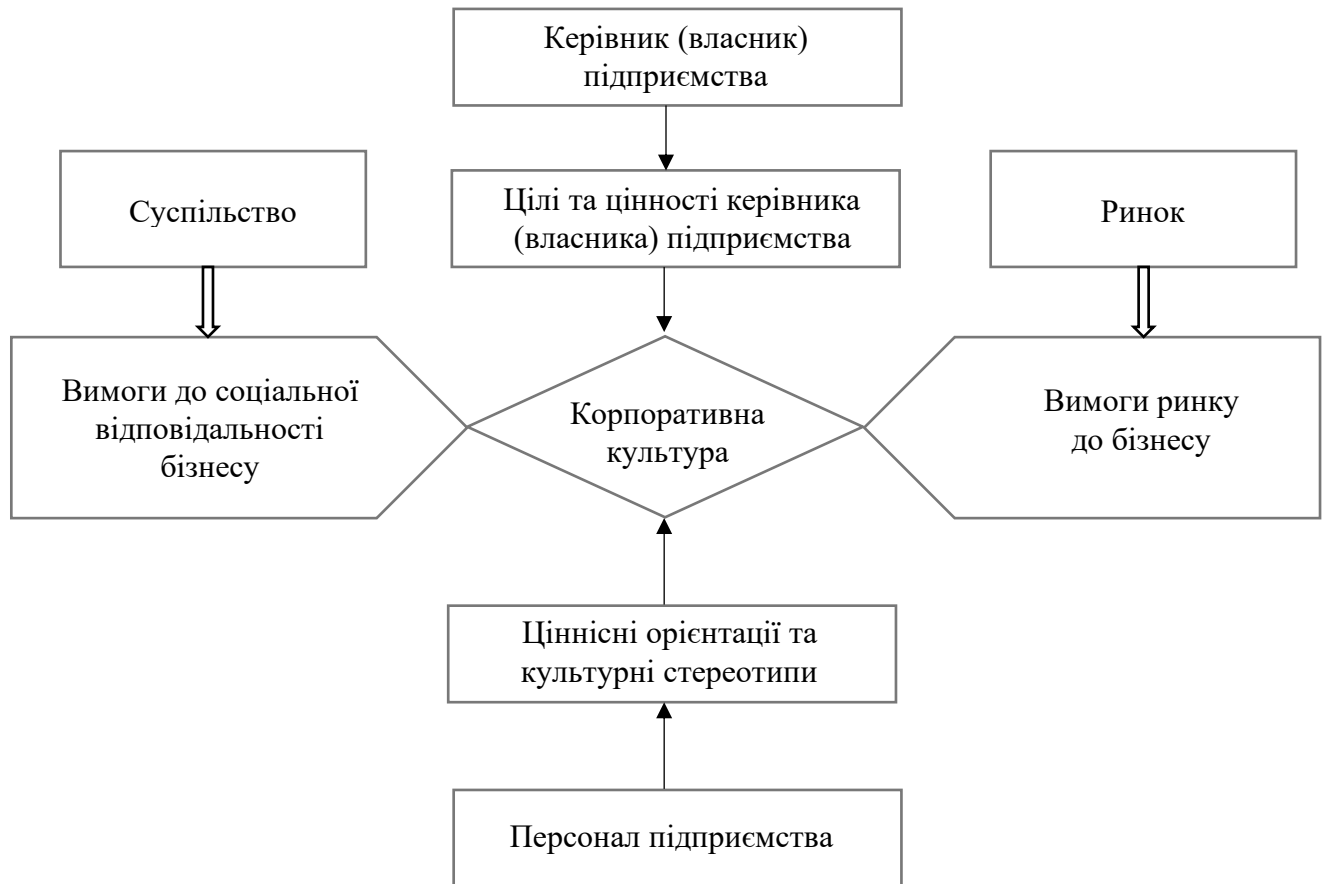 Керівник (власник)
підприємства
Суспільство
Цілі та цінності керівника
(власника) підприємства
Ринок
Вимоги до соціальної
відповідальності
бізнесу
Корпоративна
культура
Вимоги ринку
до бізнесу
Ціннісні орієнтації та
культурні стереотипи
Персонал підприємства